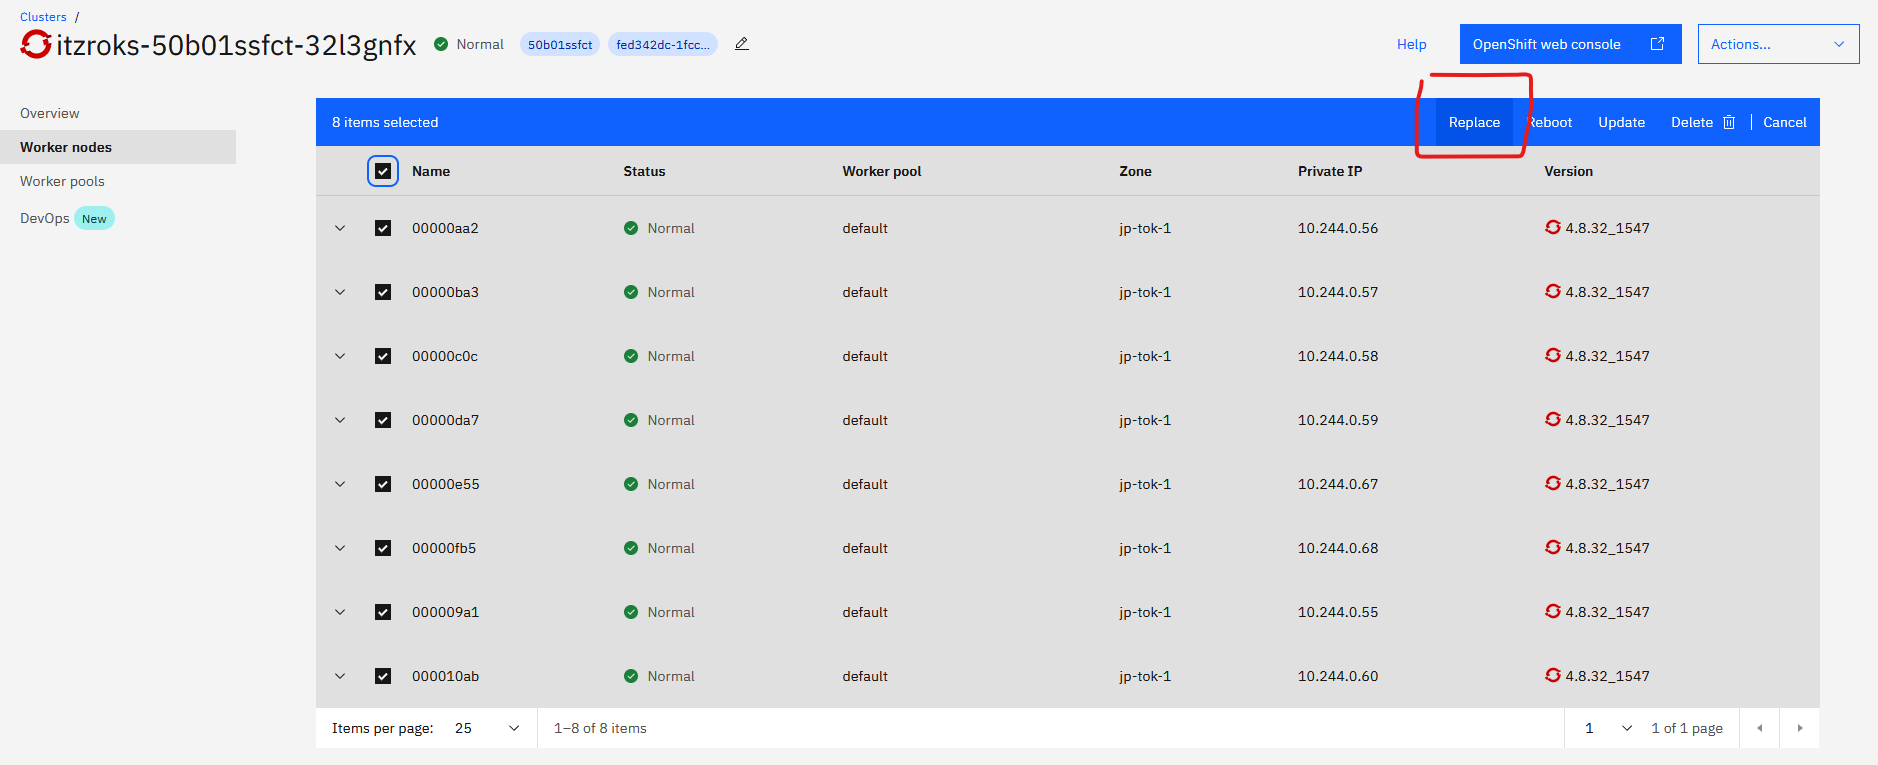 Clusters /
itzroks-50b01ssfct-32l3gnfx Normal 50b01ssfct fed342dc-1fcc... Help OpenShift web console Actions...
Overview
Worker nodes
Worker pools
DevOps New
8 items selected Replace Reboot Update Delete Cancel
Name Status Worker pool Zone Private IP Version
00000aa2 Normal default jp-tok-1 10.244.0.56 4.8.32_1547
00000ba3 Normal default jp-tok-1 10.244.0.57 4.8.32_1547
00000c0c Normal default jp-tok-1 10.244.0.58 4.8.32_1547
00000da7 Normal default jp-tok-1 10.244.0.59 4.8.32_1547
00000e55 Normal default jp-tok-1 10.244.0.67 4.8.32_1547
00000fb5 Normal default jp-tok-1 10.244.0.68 4.8.32_1547
000009a1 Normal default jp-tok-1 10.244.0.55 4.8.32_1547
000010ab Normal default jp-tok-1 10.244.0.60 4.8.32_1547
Items per page: 25 1–8 of 8 items 1 1 of 1 page